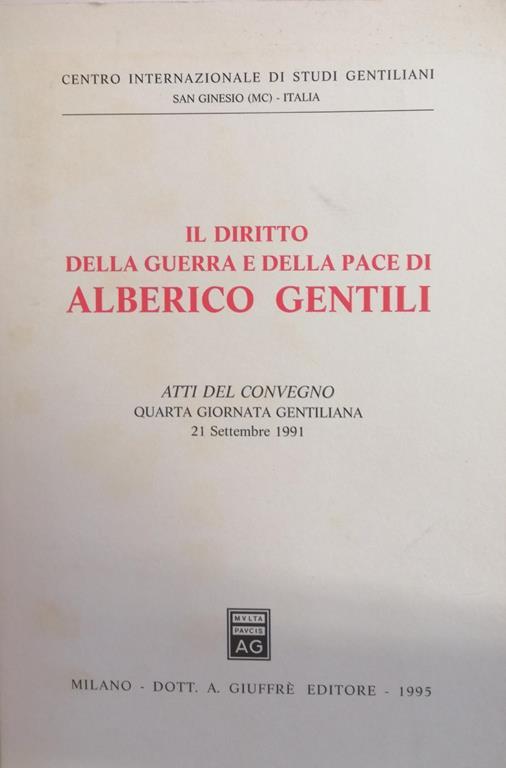 CENTRO INTERNAZIONALE DI STUDI GENTILIANI
SAN GINESIO (MC) - ITALIA
IL DIRITTO
DELLA GUERRA E DELLA PACE DI
ALBERICO GENTILI
ATTI DEL CONVEGNO
QUARTA GIORNATA GENTILIANA
21 Settembre 1991
MVLTA
PAVCIS
AG
MILANO - DOTT. A. GIUFFRÈ EDITORE - 1995